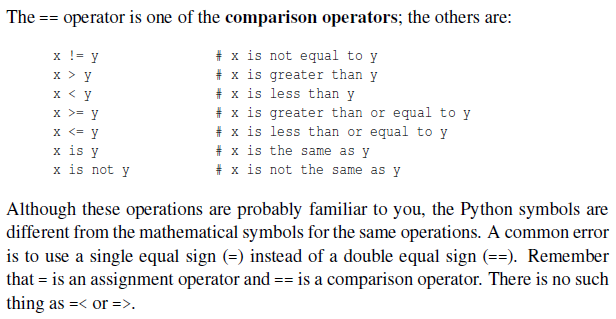 The == operator is one of the comparison operators; the others are:
x != y # x is not equal to y
x > y # x is greater than y
x < y # x is less than y
x >= y # x is greater than or equal to y
x <= y # x is less than or equal to y
x is y # x is the same as y
x is not y # x is not the same as y
Although these operations are probably familiar to you, the Python symbols are
different from the mathematical symbols for the same operations. A common error
is to use a single equal sign (=) instead of a double equal sign (==). Remember
that = is an assignment operator and == is a comparison operator. There is no such
thing as =< or =>.